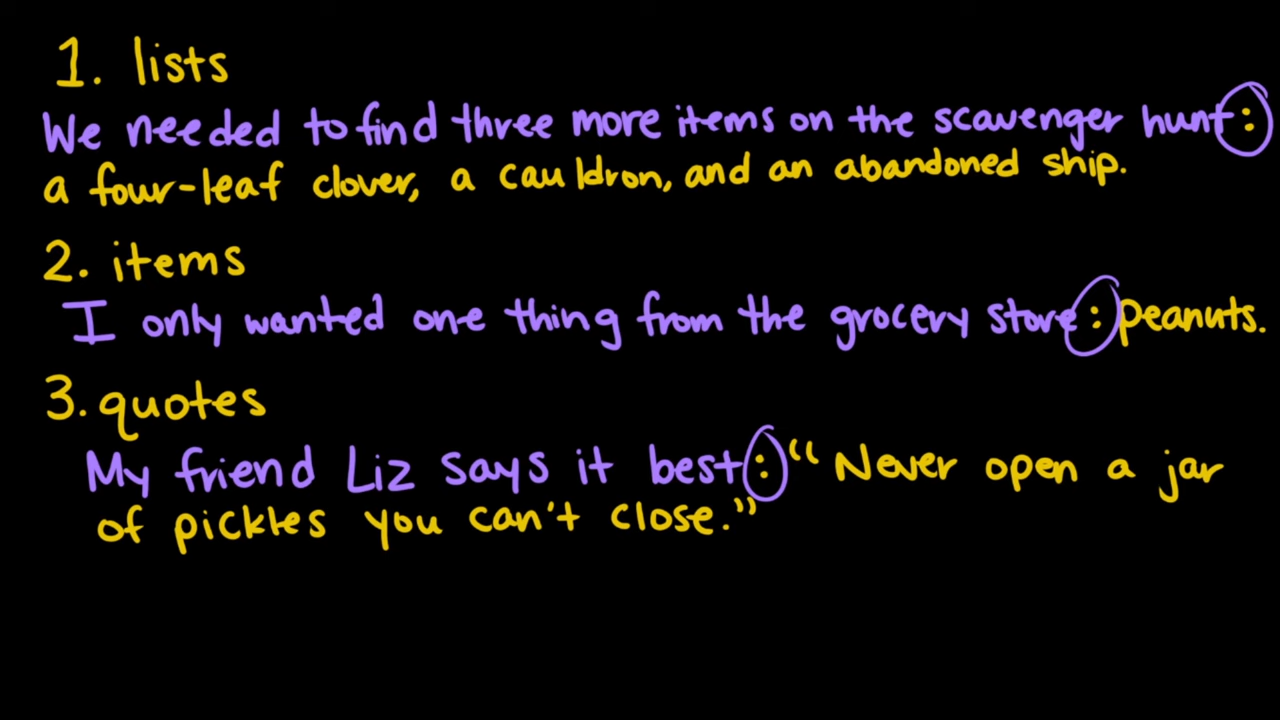 1. lists
We needed to find three more items on the scavenger hunt:
a four-leaf clover, a cauldron, and an abandoned ship.
2. items
I only wanted one thing from the grocery store: peanuts.
3. quotes
My friend Liz says it best: “Never open a jar
of pickles you can't close.”